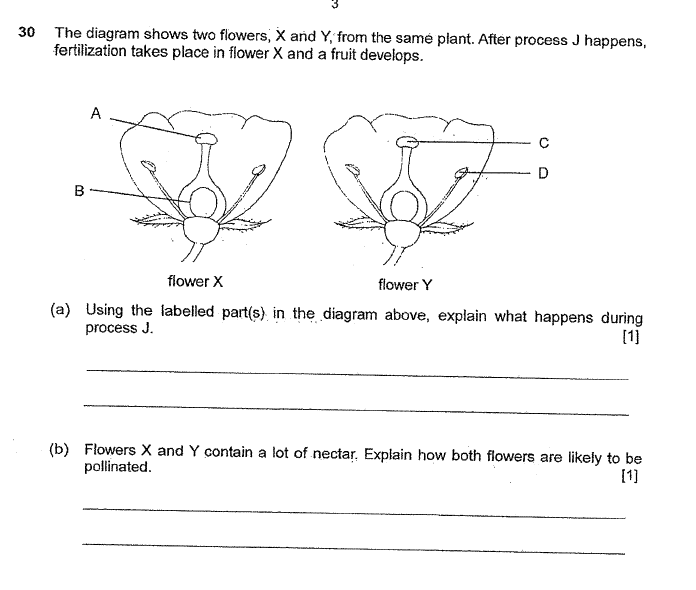 3
30 The diagram shows two flowers, X and Y, from the same plant. After process J happens,
fertilization takes place in flower X and a fruit develops.
A
C
D
B
flower X
flower Y
(a) Using the labelled part(s) in the diagram above, explain what happens during
process J. [1]
(b) Flowers X and Y contain a lot of nectar. Explain how both flowers are likely to be
pollinated. [1]